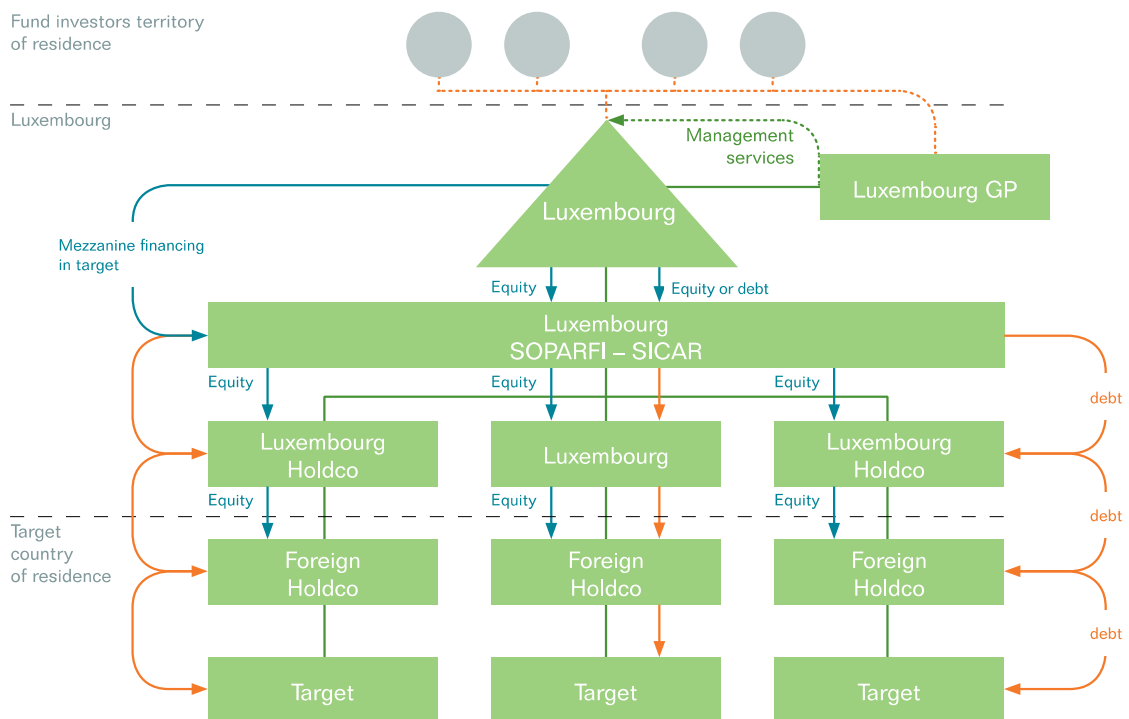 Fund investors territory
of residence
Luxembourg
Management
services
Luxembourg GP
Luxembourg
Mezzanine financing
in target
Equity
Equity or debt
Luxembourg
SOPARFI – SICAR
Equity
Equity
Equity
debt
Luxembourg
Holdco
Luxembourg
Luxembourg
Holdco
Equity
Equity
Equity
debt
Target
country
of residence
Foreign
Holdco
Foreign
Holdco
Foreign
Holdco
debt
Target
Target
Target